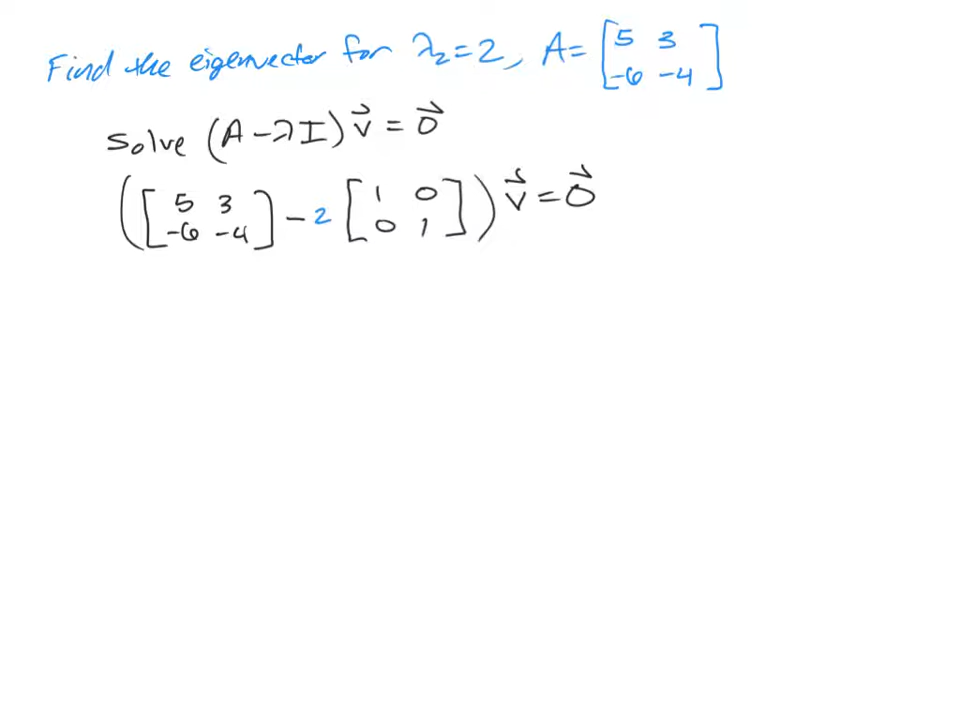 Find the eigenvector for λ₂=2, A= [5 3
-6 -4]
Solve (A-λI)v⃗ = 0⃗
([5 3
-6 -4] - 2 [1 0
0 1]) v⃗ = 0⃗